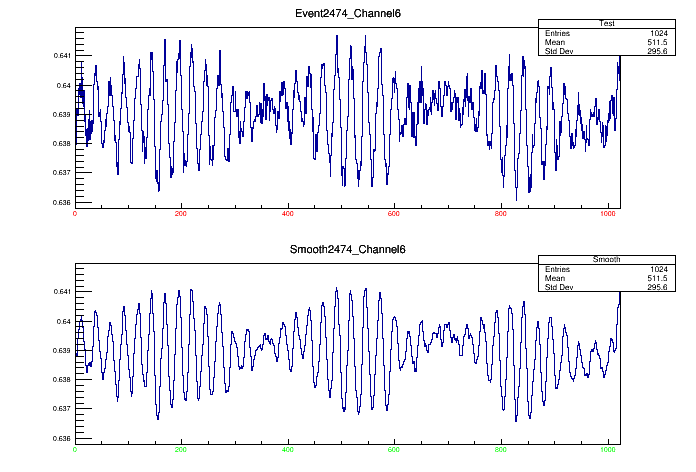 Event2474_Channel6
Test
Entries 1024
Mean 511.5
Std Dev 295.6
0.641
0.64
0.639
0.638
0.637
0.636
0 200 400 600 800 1000
Smooth2474_Channel6
Smooth
Entries 1024
Mean 511.5
Std Dev 295.6
0.641
0.64
0.639
0.638
0.637
0.636
0 200 400 600 800 1000